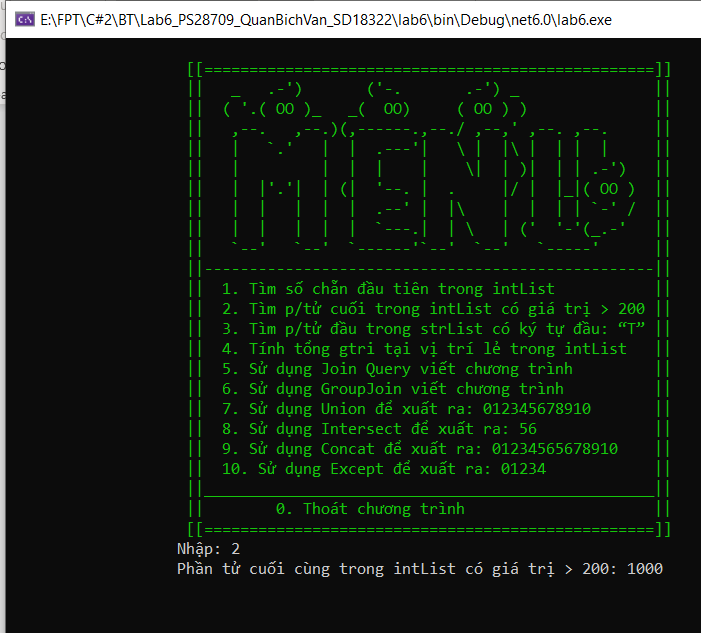 E:\FPT\C#2\BT\Lab6_PS28709_QuanBichVan_SD18322\lab6\bin\Debug\net6.0\lab6.exe
1. Tìm số chẵn đầu tiên trong intList
2. Tìm p/tử cuối trong intList có giá trị > 200
3. Tìm p/tử đầu trong strList có ký tự đầu: “T”
4. Tính tổng gtri tại vị trí lẻ trong intList
5. Sử dụng Join Query viết chương trình
6. Sử dụng GroupJoin viết chương trình
7. Sử dụng Union để xuất ra: 012345678910
8. Sử dụng Intersect để xuất ra: 56
9. Sử dụng Concat để xuất ra: 01234565678910
10. Sử dụng Except để xuất ra: 01234
0. Thoát chương trình
Nhập: 2
Phần tử cuối cùng trong intList có giá trị > 200: 1000